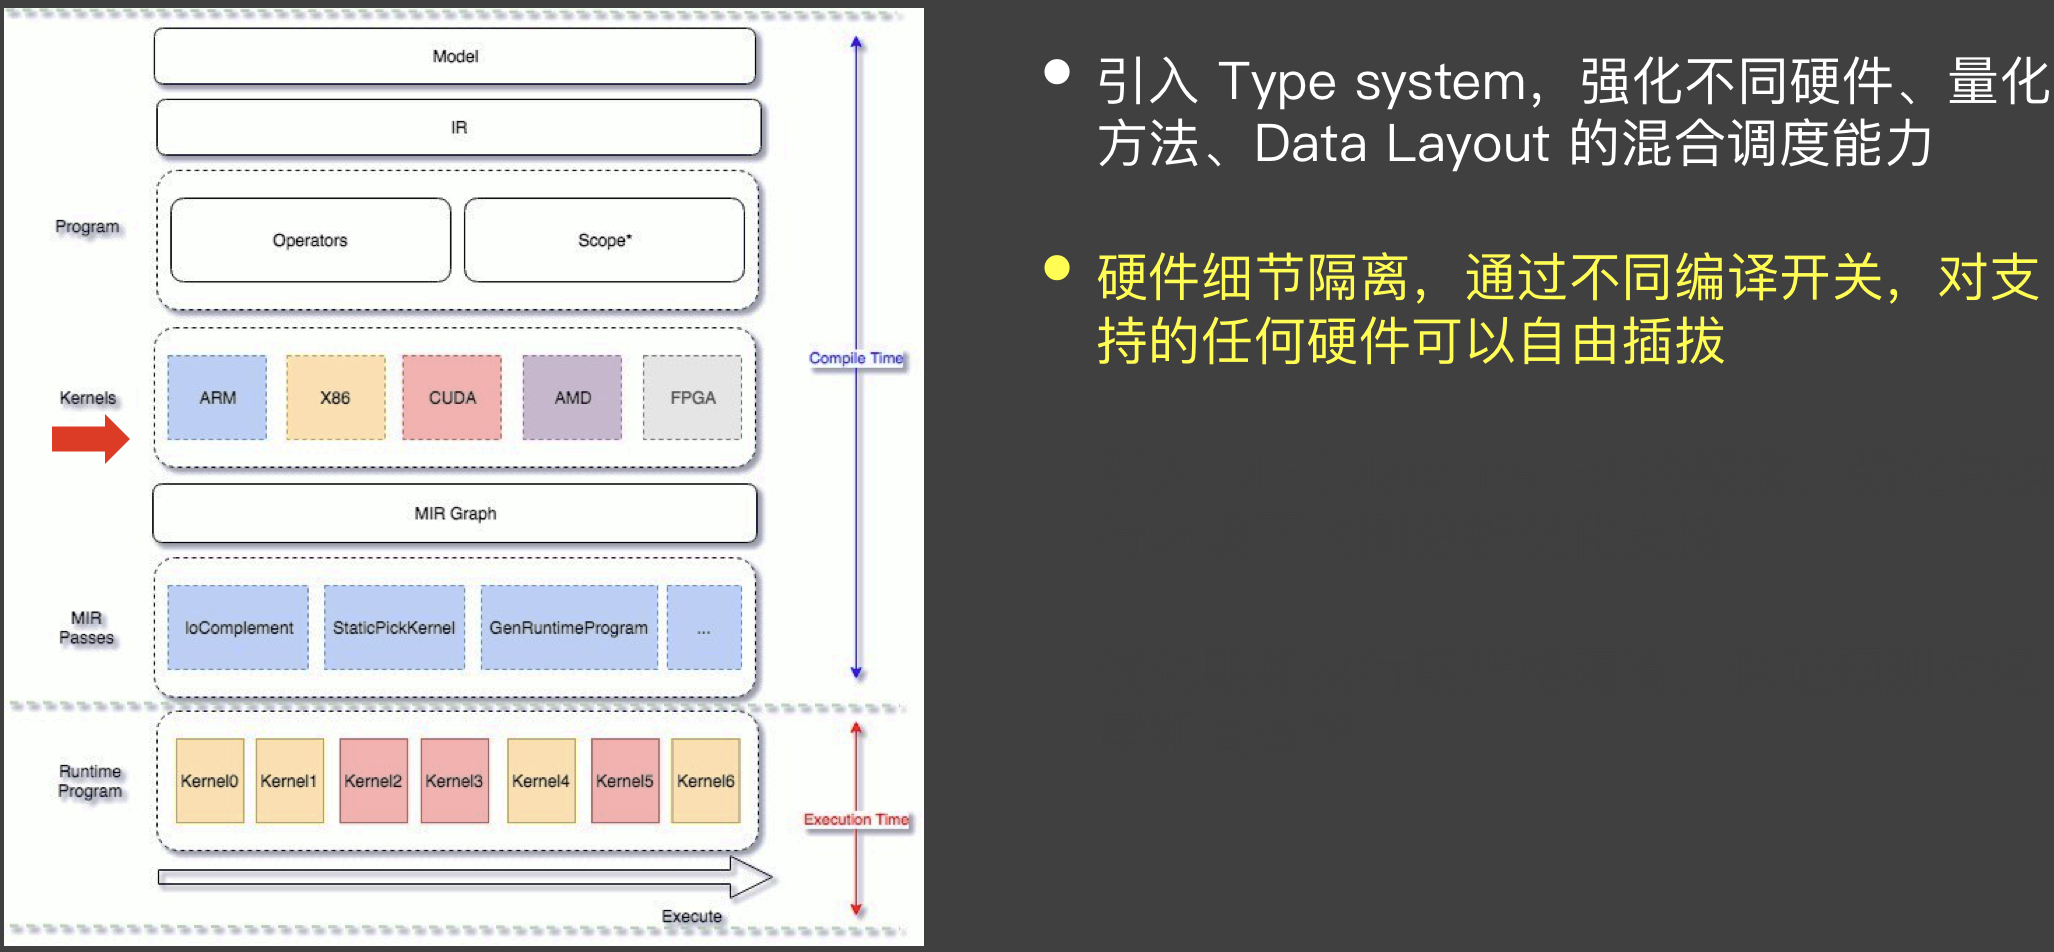 Model
IR
Program
Operators
Scope*
Kernels
ARM
X86
CUDA
AMD
FPGA
Compile Time
MIR Graph
MIR
Passes
IoComplement
StaticPickKernel
GenRuntimeProgram
...
Runtime
Program
Kernel0
Kernel1
Kernel2
Kernel3
Kernel4
Kernel5
Kernel6
Execution Time
Execute
• 引入 Type system，强化不同硬件、量化
方法、Data Layout 的混合调度能力
• 硬件细节隔离，通过不同编译开关，对支
持的任何硬件可以自由插拔